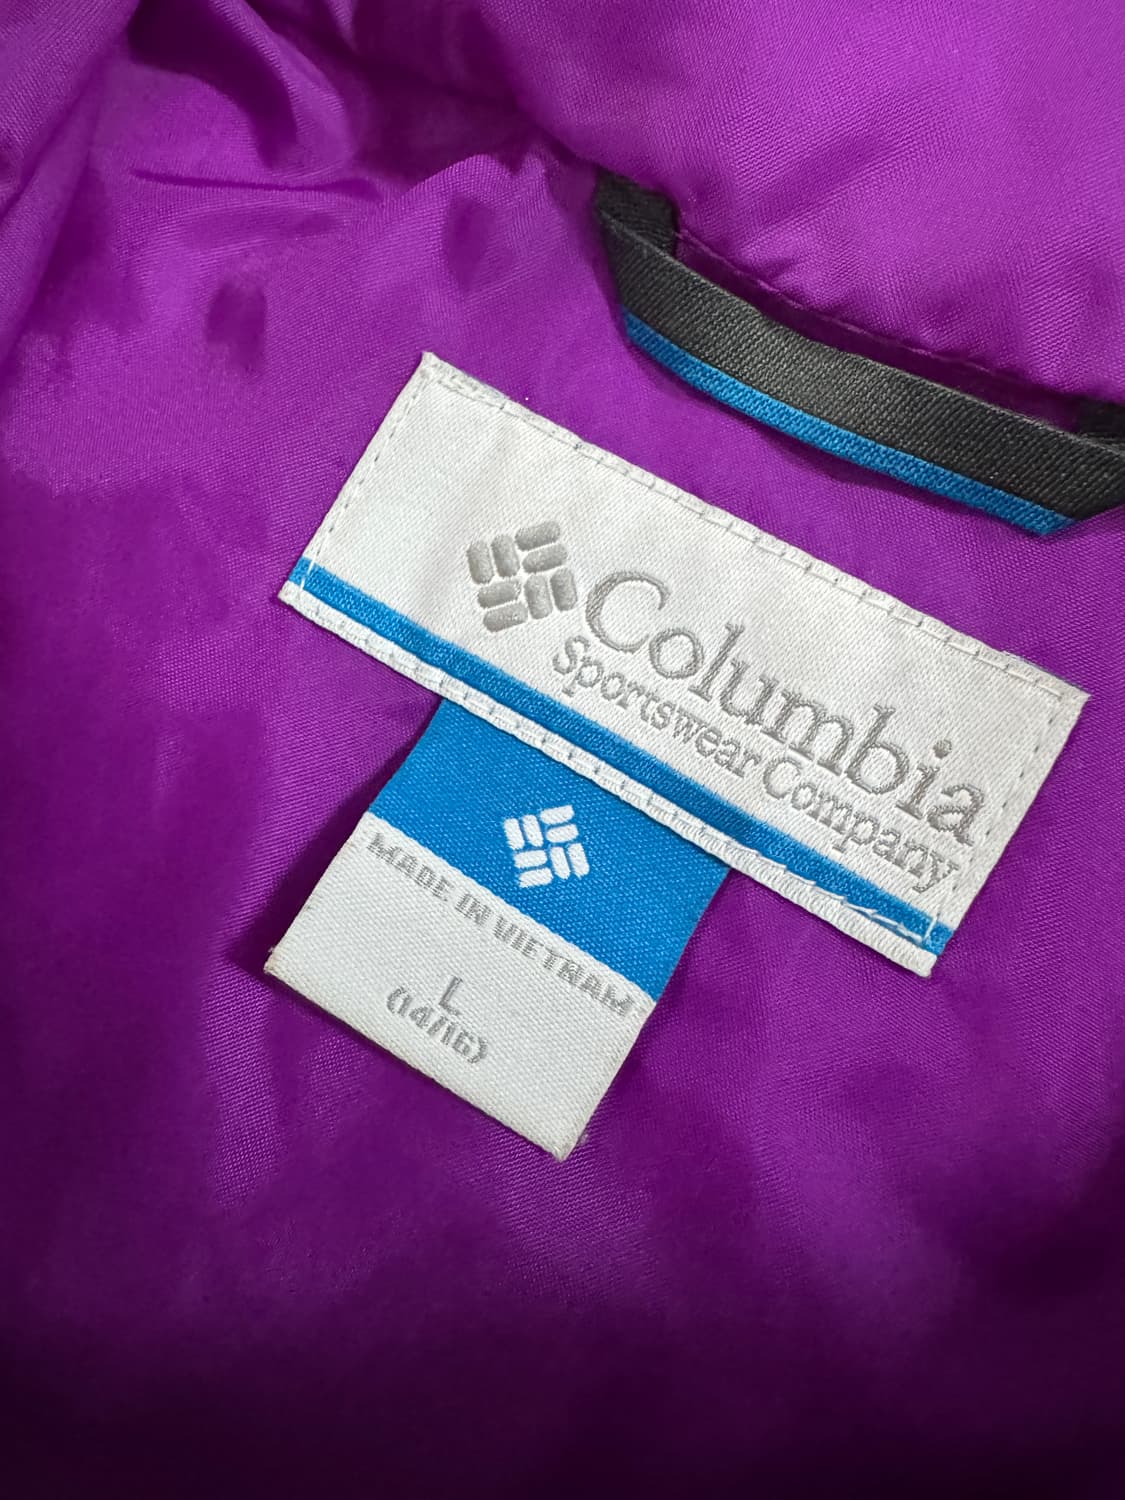 Columbia
Sportswear Company
MADE IN VIETNAM
L
(14/16)